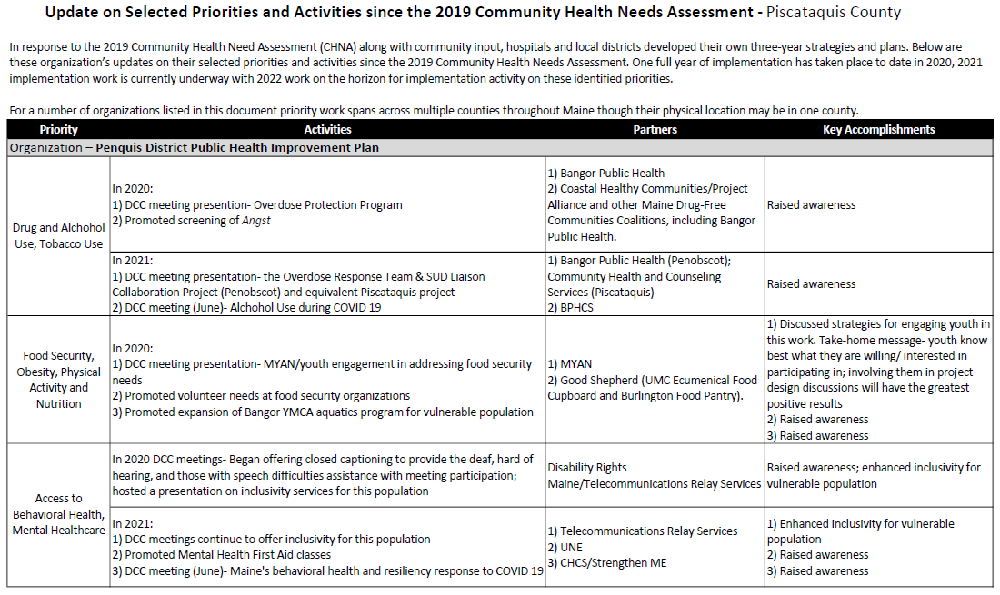 Update on Selected Priorities and Activities since the 2019 Community Health Needs Assessment - Piscataquis County
In response to the 2019 Community Health Need Assessment (CHNA) along with community input, hospitals and local districts developed their own three-year strategies and plans. Below are
these organization's updates on their selected priorities and activities since the 2019 Community Health Needs Assessment. One full year of implementation has taken place to date in 2020, 2021
implementation work is currently underway with 2022 work on the horizon for implementation activity on these identified priorities.
For a number of organizations listed in this document priority work spans across multiple counties throughout Maine though their physical location may be in one county.
Priority Activities Partners Key Accomplishments
Organization – Penquis District Public Health Improvement Plan
Drug and Alchohol
Use, Tobacco Use
In 2020:
1) DCC meeting presention- Overdose Protection Program
2) Promoted screening of Angst
1) Bangor Public Health
2) Coastal Healthy Communities/Project
Alliance and other Maine Drug-Free
Communities Coalitions, including Bangor
Public Health.
Raised awareness
In 2021:
1) DCC meeting presentation- the Overdose Response Team & SUD Liaison
Collaboration Project (Penobscot) and equivalent Piscataquis project
2) DCC meeting (June)- Alchohol Use during COVID 19
1) Bangor Public Health (Penobscot);
Community Health and Counseling
Services (Piscataquis)
2) BPHCS
Raised awareness
Food Security,
Obesity, Physical
Activity and
Nutrition
In 2020:
1) DCC meeting presentation- MYAN/youth engagement in addressing food security
needs
2) Promoted volunteer needs at food security organizations
3) Promoted expansion of Bangor YMCA aquatics program for vulnerable population
1) MYAN
2) Good Shepherd (UMC Ecumenical Food
Cupboard and Burlington Food Pantry).
1) Discussed strategies for engaging youth in
this work. Take-home message- youth know
best what they are willing/ interested in
participating in; involving them in project
design discussions will have the greatest
positive results
2) Raised awareness
3) Raised awareness
Access to
Behavioral Health,
Mental Healthcare
In 2020 DCC meetings- Began offering closed captioning to provide the deaf, hard of
hearing, and those with speech difficulties assistance with meeting participation;
hosted a presentation on inclusivity services for this population
Disability Rights
Maine/Telecommunications Relay Services
Raised awareness; enhanced inclusivity for
vulnerable population
In 2021:
1) DCC meetings continue to offer inclusivity for this population
2) Promoted Mental Health First Aid classes
3) DCC meeting (June)- Maine's behavioral health and resiliency response to COVID 19
1) Telecommunications Relay Services
2) UNE
3) CHCS/Strengthen ME
1) Enhanced inclusivity for vulnerable
population
2) Raised awareness
3) Raised awareness